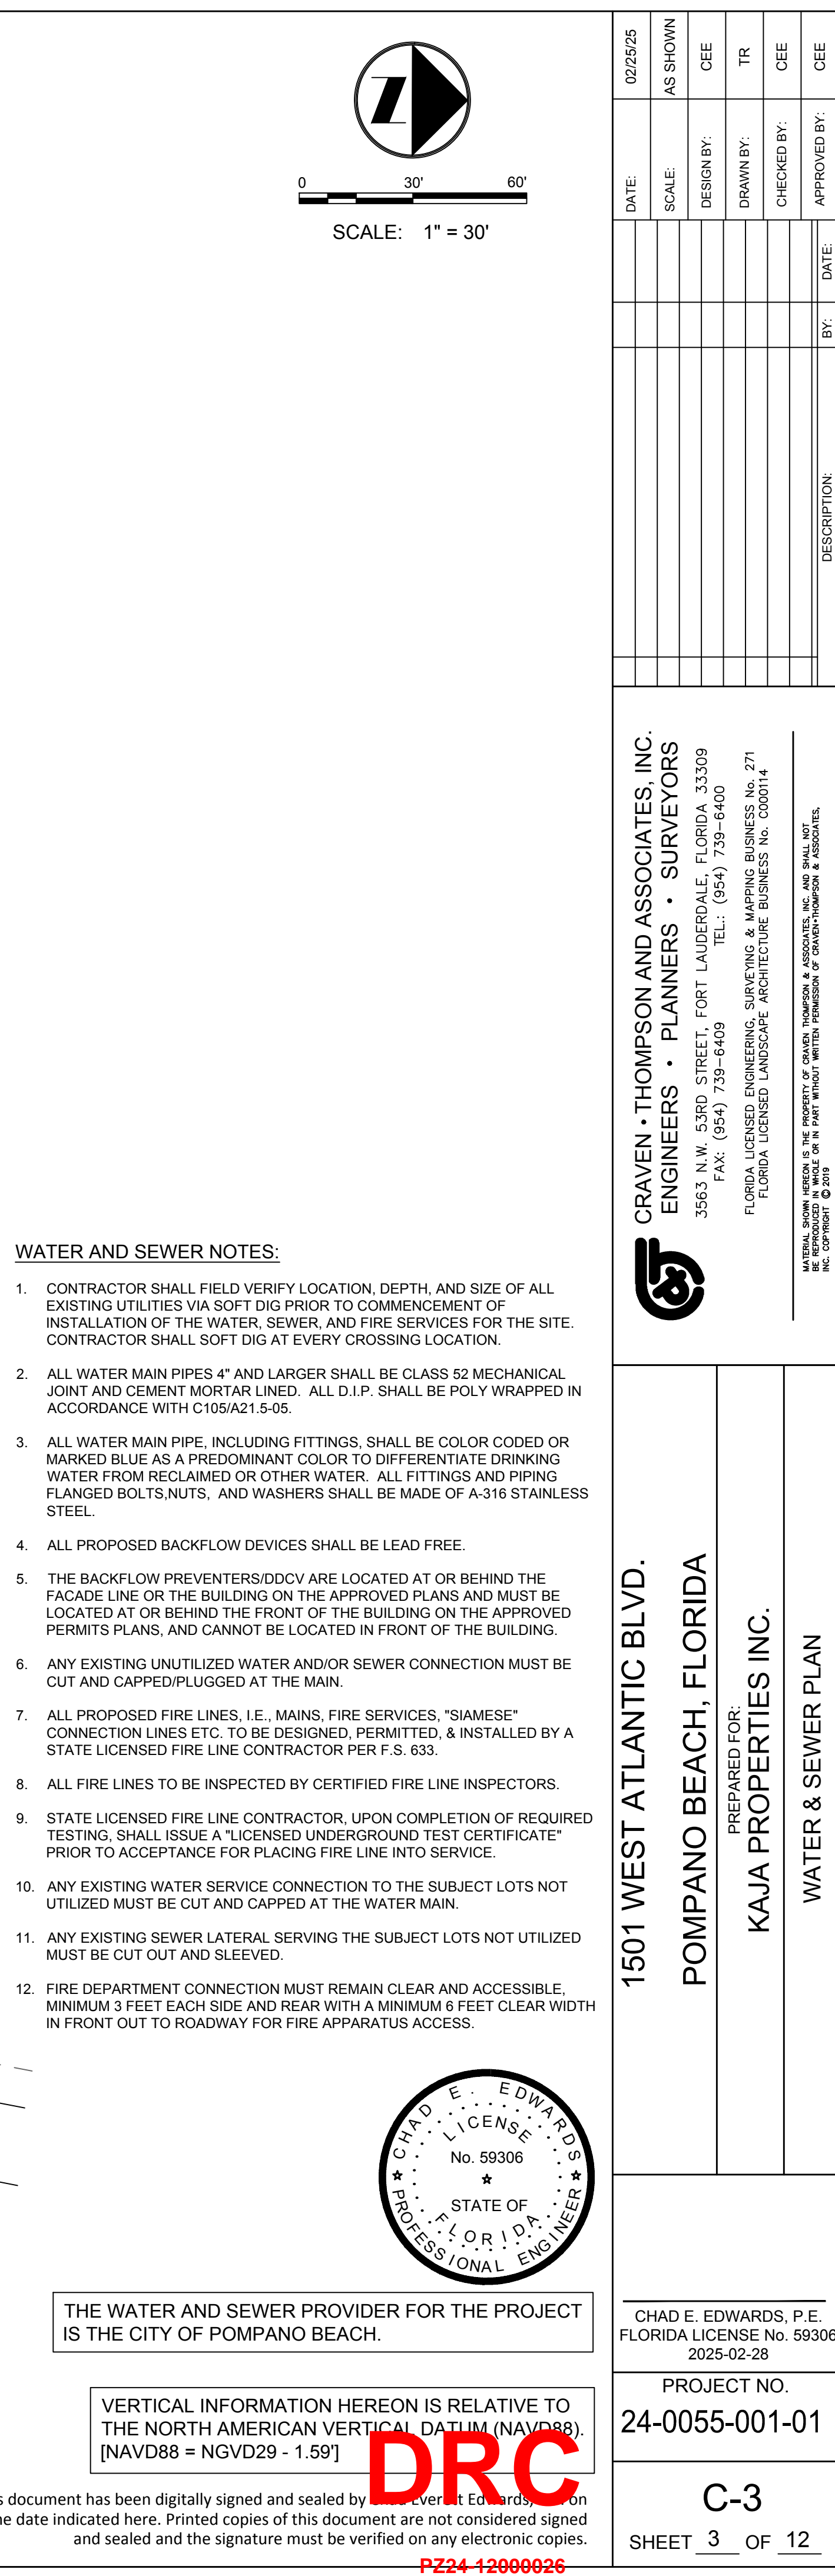 Z
0 30' 60'
SCALE: 1" = 30'
WATER AND SEWER NOTES:
1. CONTRACTOR SHALL FIELD VERIFY LOCATION, DEPTH, AND SIZE OF ALL
EXISTING UTILITIES VIA SOFT DIG PRIOR TO COMMENCEMENT OF
INSTALLATION OF THE WATER, SEWER, AND FIRE SERVICES FOR THE SITE.
CONTRACTOR SHALL SOFT DIG AT EVERY CROSSING LOCATION.
2. ALL WATER MAIN PIPES 4" AND LARGER SHALL BE CLASS 52 MECHANICAL
JOINT AND CEMENT MORTAR LINED. ALL D.I.P. SHALL BE POLY WRAPPED IN
ACCORDANCE WITH C105/A21.5-05.
3. ALL WATER MAIN PIPE, INCLUDING FITTINGS, SHALL BE COLOR CODED OR
MARKED BLUE AS A PREDOMINANT COLOR TO DIFFERENTIATE DRINKING
WATER FROM RECLAIMED OR OTHER WATER. ALL FITTINGS AND PIPING
FLANGED BOLTS,NUTS, AND WASHERS SHALL BE MADE OF A-316 STAINLESS
STEEL.
4. ALL PROPOSED BACKFLOW DEVICES SHALL BE LEAD FREE.
5. THE BACKFLOW PREVENTERS/DDCV ARE LOCATED AT OR BEHIND THE
FACADE LINE OR THE BUILDING ON THE APPROVED PLANS AND MUST BE
LOCATED AT OR BEHIND THE FRONT OF THE BUILDING ON THE APPROVED
PERMITS PLANS, AND CANNOT BE LOCATED IN FRONT OF THE BUILDING.
6. ANY EXISTING UNUTILIZED WATER AND/OR SEWER CONNECTION MUST BE
CUT AND CAPPED/PLUGGED AT THE MAIN.
7. ALL PROPOSED FIRE LINES, I.E., MAINS, FIRE SERVICES, "SIAMESE"
CONNECTION LINES ETC. TO BE DESIGNED, PERMITTED, & INSTALLED BY A
STATE LICENSED FIRE LINE CONTRACTOR PER F.S. 633.
8. ALL FIRE LINES TO BE INSPECTED BY CERTIFIED FIRE LINE INSPECTORS.
9. STATE LICENSED FIRE LINE CONTRACTOR, UPON COMPLETION OF REQUIRED
TESTING, SHALL ISSUE A "LICENSED UNDERGROUND TEST CERTIFICATE"
PRIOR TO ACCEPTANCE FOR PLACING FIRE LINE INTO SERVICE.
10. ANY EXISTING WATER SERVICE CONNECTION TO THE SUBJECT LOTS NOT
UTILIZED MUST BE CUT AND CAPPED AT THE WATER MAIN.
11. ANY EXISTING SEWER LATERAL SERVING THE SUBJECT LOTS NOT UTILIZED
MUST BE CUT OUT AND SLEEVED.
12. FIRE DEPARTMENT CONNECTION MUST REMAIN CLEAR AND ACCESSIBLE,
MINIMUM 3 FEET EACH SIDE AND REAR WITH A MINIMUM 6 FEET CLEAR WIDTH
IN FRONT OUT TO ROADWAY FOR FIRE APPARATUS ACCESS.
CHAD E. EDWARDS
LICENSE
No. 59306
STATE OF
FLORIDA
PROFESSIONAL ENGINEER
THE WATER AND SEWER PROVIDER FOR THE PROJECT
IS THE CITY OF POMPANO BEACH.
VERTICAL INFORMATION HEREON IS RELATIVE TO
THE NORTH AMERICAN VERTICAL DATUM (NAVD88).
[NAVD88 = NGVD29 - 1.59']
DRC
document has been digitally signed and sealed by Everett Edwards, on
date indicated here. Printed copies of this document are not considered signed
and sealed and the signature must be verified on any electronic copies.
PZ24-12000026
DATE: 02/25/25
SCALE: AS SHOWN
DESIGN BY: CEE
DRAWN BY: TR
CHECKED BY: CEE
APPROVED BY: CEE
DESCRIPTION: BY: DATE:
CRAVEN • THOMPSON AND ASSOCIATES, INC.
ENGINEERS • PLANNERS • SURVEYORS
3563 N.W. 53RD STREET, FORT LAUDERDALE, FLORIDA 33309
FAX: (954) 739-6409 TEL.: (954) 739-6400
FLORIDA LICENSED ENGINEERING, SURVEYING & MAPPING BUSINESS No. 271
FLORIDA LICENSED LANDSCAPE ARCHITECTURE BUSINESS No. C000114
MATERIAL SHOWN HEREON IS THE PROPERTY OF CRAVEN THOMPSON & ASSOCIATES, INC. AND SHALL NOT
BE REPRODUCED IN WHOLE OR IN PART WITHOUT WRITTEN PERMISSION OF CRAVEN•THOMPSON & ASSOCIATES,
INC. COPYRIGHT © 2019
1501 WEST ATLANTIC BLVD.
POMPANO BEACH, FLORIDA
PREPARED FOR:
KAJA PROPERTIES INC.
WATER & SEWER PLAN
CHAD E. EDWARDS, P.E.
FLORIDA LICENSE No. 59306
2025-02-28
PROJECT NO.
24-0055-001-01
C-3
SHEET 3 OF 12